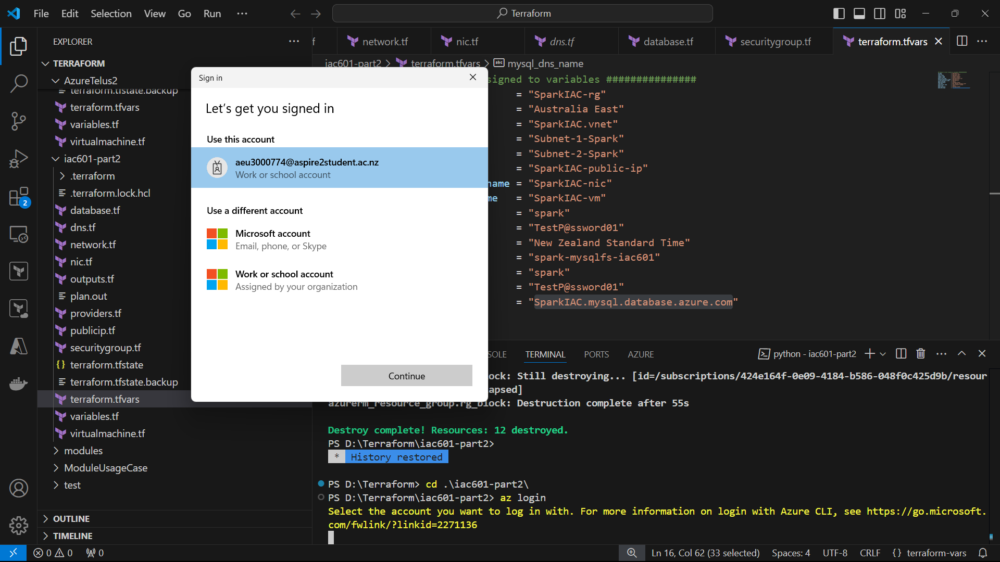 File Edit Selection View Go Run ···
Terraform
EXPLORER
TERRAFORM
AzureTelus2
terraform.tfstate.backup
terraform.tfvars
variables.tf
virtualmachine.tf
iac601-part2
.terraform
.terraform.lock.hcl
database.tf
dns.tf
network.tf
nic.tf
outputs.tf
plan.out
providers.tf
publicip.tf
securitygroup.tf
terraform.tfstate
terraform.tfstate.backup
terraform.tfvars
variables.tf
virtualmachine.tf
modules
ModuleUsageCase
test
OUTLINE
TIMELINE
2
f network.tf nic.tf dns.tf database.tf securitygroup.tf terraform.tfvars
iac601-part2 > terraform.tfvars > abc mysql_dns_name
signed to variables ###############
= "SparkIAC-rg"
= "Australia East"
= "SparkIAC.vnet"
= "Subnet-1-Spark"
= "Subnet-2-Spark"
= "SparkIAC-public-ip"
name = "SparkIAC-nic"
me = "SparkIAC-vm"
= "spark"
= "TestP@ssword01"
= "New Zealand Standard Time"
= "spark-mysqlfs-iac601"
= "spark"
= "TestP@ssword01"
= "SparkIAC.mysql.database.azure.com"
Sign in
Let's get you signed in
Use this account
aeu3000774@aspire2student.ac.nz
Work or school account
Use a different account
Microsoft account
Email, phone, or Skype
Work or school account
Assigned by your organization
Continue
SOLE TERMINAL PORTS AZURE python - iac601-part2
ock: Still destroying... [id=/subscriptions/424e164f-0e09-4184-b586-048f0c425d9b/resour
apsed]
azurerm_resource_group.rg_block: Destruction complete after 55s
Destroy complete! Resources: 12 destroyed.
PS D:\Terraform\iac601-part2>
* History restored
PS D:\Terraform> cd .\iac601-part2\
PS D:\Terraform\iac601-part2> az login
Select the account you want to log in with. For more information on login with Azure CLI, see https://go.microsoft.
com/fwlink/?linkid=2271136
0 0 0 Ln 16, Col 62 (33 selected) Spaces: 4 UTF-8 CRLF {} terraform-vars